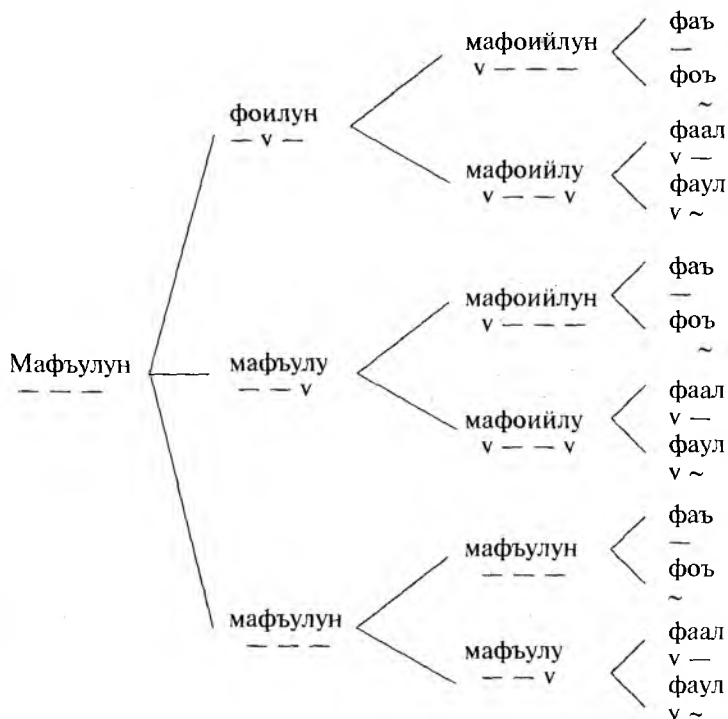 фаъ
—
мафоийлун
v — — —
фоъ
~
фоилун
— v —
фаал
v —
мафоийлу
v — — v
фаул
v ~
фаъ
—
мафоийлун
v — — —
фоъ
~
Мафъулун
— — —
мафъулу
— — v
фаал
v —
мафоийлу
v — — v
фаул
v ~
фаъ
—
мафъулун
— — —
фоъ
~
мафъулун
— — —
фаал
v —
мафъулу
— — v
фаул
v ~